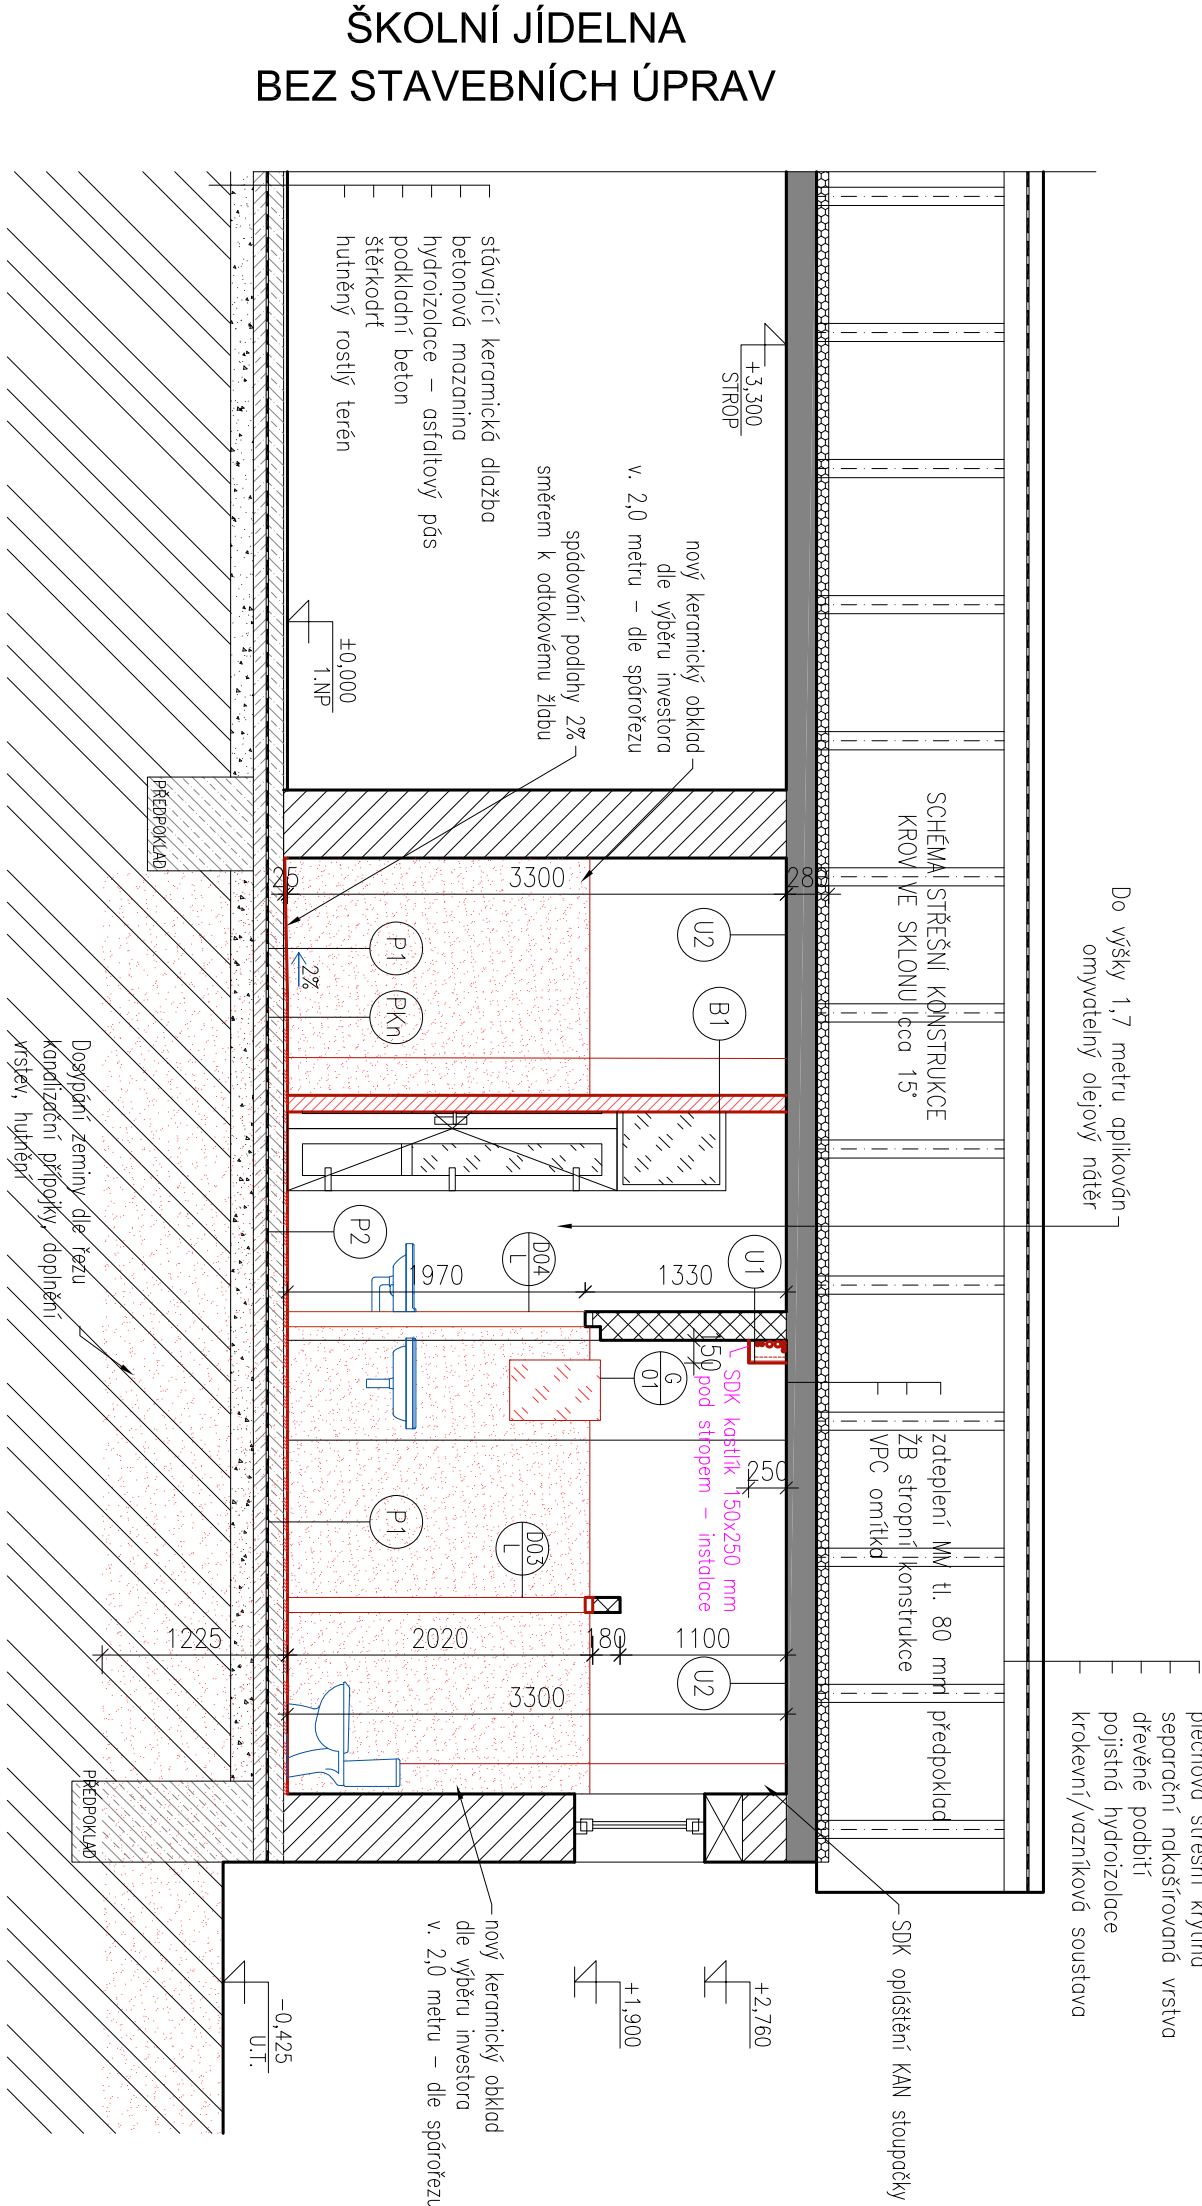 ŠKOLNÍ JÍDELNA
BEZ STAVEBNÍCH ÚPRAV
stávající keramická dlažba
betonová mazanina
hydroizolace – asfaltový pás
podkladní beton
štěrkodrť
hutněný rostlý terén
+3,300
STROP
±0,000
1.NP
nový keramický obklad
dle výběru investora
v. 2,0 metru – dle spárořezu
spádování podlahy 2%
směrem k odtokovému žlabu
PŘEDPOKLAD
SCHÉMA STŘEŠNÍ KONSTRUKCE
KROV VE SKLONU cca 15°
Do výšky 1,7 metru aplikován
omyvatelný olejový nátěr
25
3300
U2
B1
P1
PKn
2%
Dosypání zeminy dle řezu
kanalizační přípojky, doplnění
vrstev, hutnění
P2
D04
L
U1
1970
1330
150
G
01
SDK kastlík 150x250 mm
pod stropem – instalace
250
zateplení MW tl. 80 mm předpoklad
ŽB stropní konstrukce
VPC omítka
P1
D03
L
1225
2020
180
1100
U2
3300
plechová střešní krytina
separační nakašírovaná vrstva
dřevěné podbití
pojistná hydroizolace
krokevní/vazníková soustava
PŘEDPOKLAD
SDK opláštění KAN stoupačky
nový keramický obklad
dle výběru investora
v. 2,0 metru – dle spárořezu
+2,760
+1,900
-0,425
U.T.